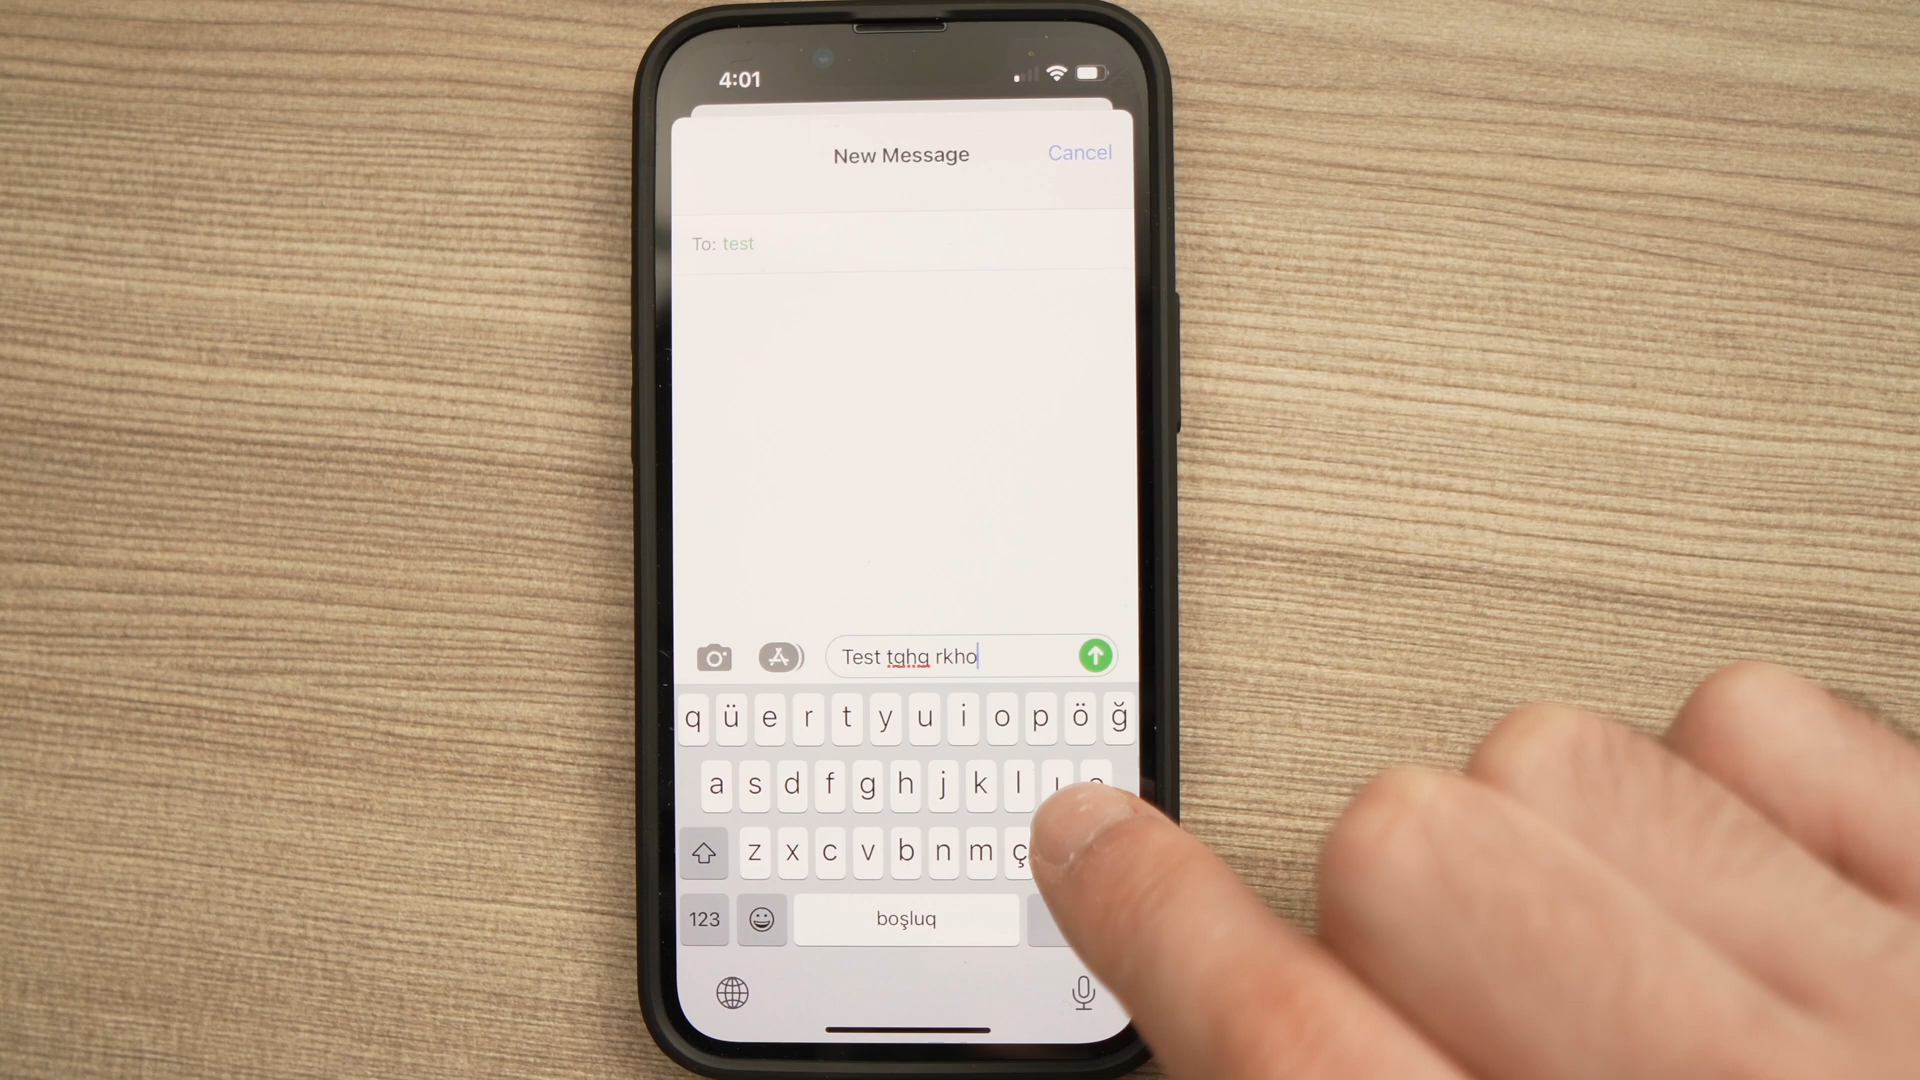 4:01
New Message Cancel
To: test
Test tghg rkho
q ü e r t y u i o p ö ğ
a s d f g h j k l ı
z x c v b n m ç
123 boşluq